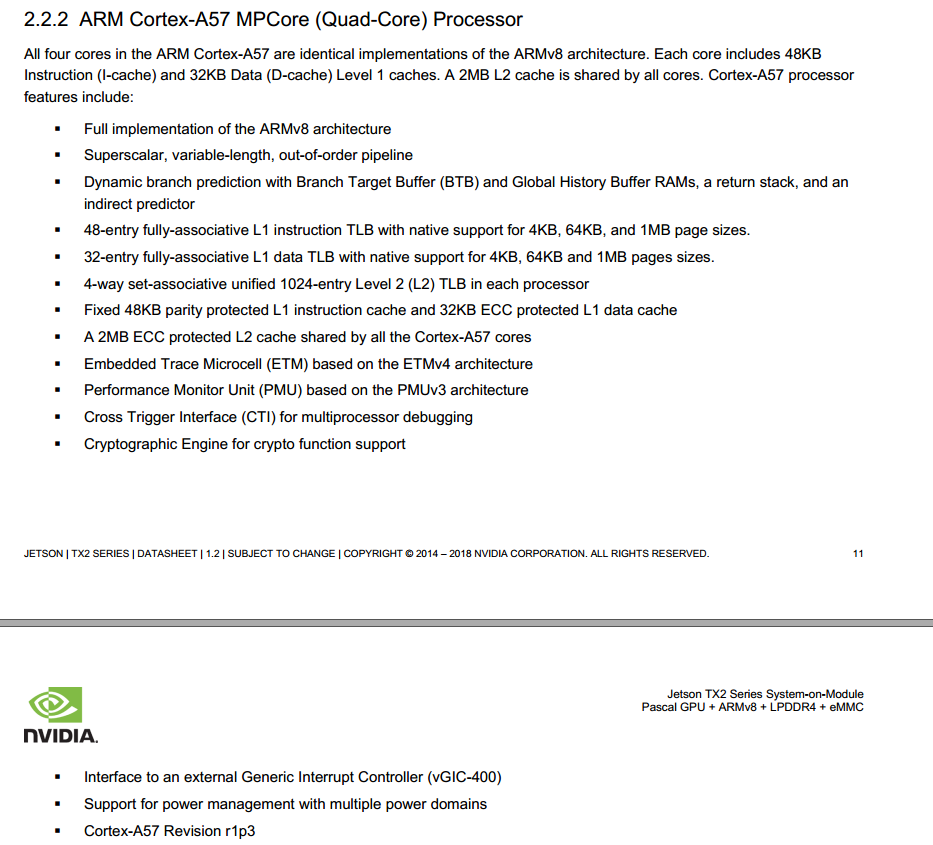 2.2.2 ARM Cortex-A57 MPCore (Quad-Core) Processor
All four cores in the ARM Cortex-A57 are identical implementations of the ARMv8 architecture. Each core includes 48KB
Instruction (I-cache) and 32KB Data (D-cache) Level 1 caches. A 2MB L2 cache is shared by all cores. Cortex-A57 processor
features include:
▪ Full implementation of the ARMv8 architecture
▪ Superscalar, variable-length, out-of-order pipeline
▪ Dynamic branch prediction with Branch Target Buffer (BTB) and Global History Buffer RAMs, a return stack, and an
indirect predictor
▪ 48-entry fully-associative L1 instruction TLB with native support for 4KB, 64KB, and 1MB page sizes.
▪ 32-entry fully-associative L1 data TLB with native support for 4KB, 64KB and 1MB pages sizes.
▪ 4-way set-associative unified 1024-entry Level 2 (L2) TLB in each processor
▪ Fixed 48KB parity protected L1 instruction cache and 32KB ECC protected L1 data cache
▪ A 2MB ECC protected L2 cache shared by all the Cortex-A57 cores
▪ Embedded Trace Microcell (ETM) based on the ETMv4 architecture
▪ Performance Monitor Unit (PMU) based on the PMUv3 architecture
▪ Cross Trigger Interface (CTI) for multiprocessor debugging
▪ Cryptographic Engine for crypto function support
JETSON | TX2 SERIES | DATASHEET | 1.2 | SUBJECT TO CHANGE | COPYRIGHT © 2014 – 2018 NVIDIA CORPORATION. ALL RIGHTS RESERVED. 11
NVIDIA.
Jetson TX2 Series System-on-Module
Pascal GPU + ARMv8 + LPDDR4 + eMMC
▪ Interface to an external Generic Interrupt Controller (vGIC-400)
▪ Support for power management with multiple power domains
▪ Cortex-A57 Revision r1p3